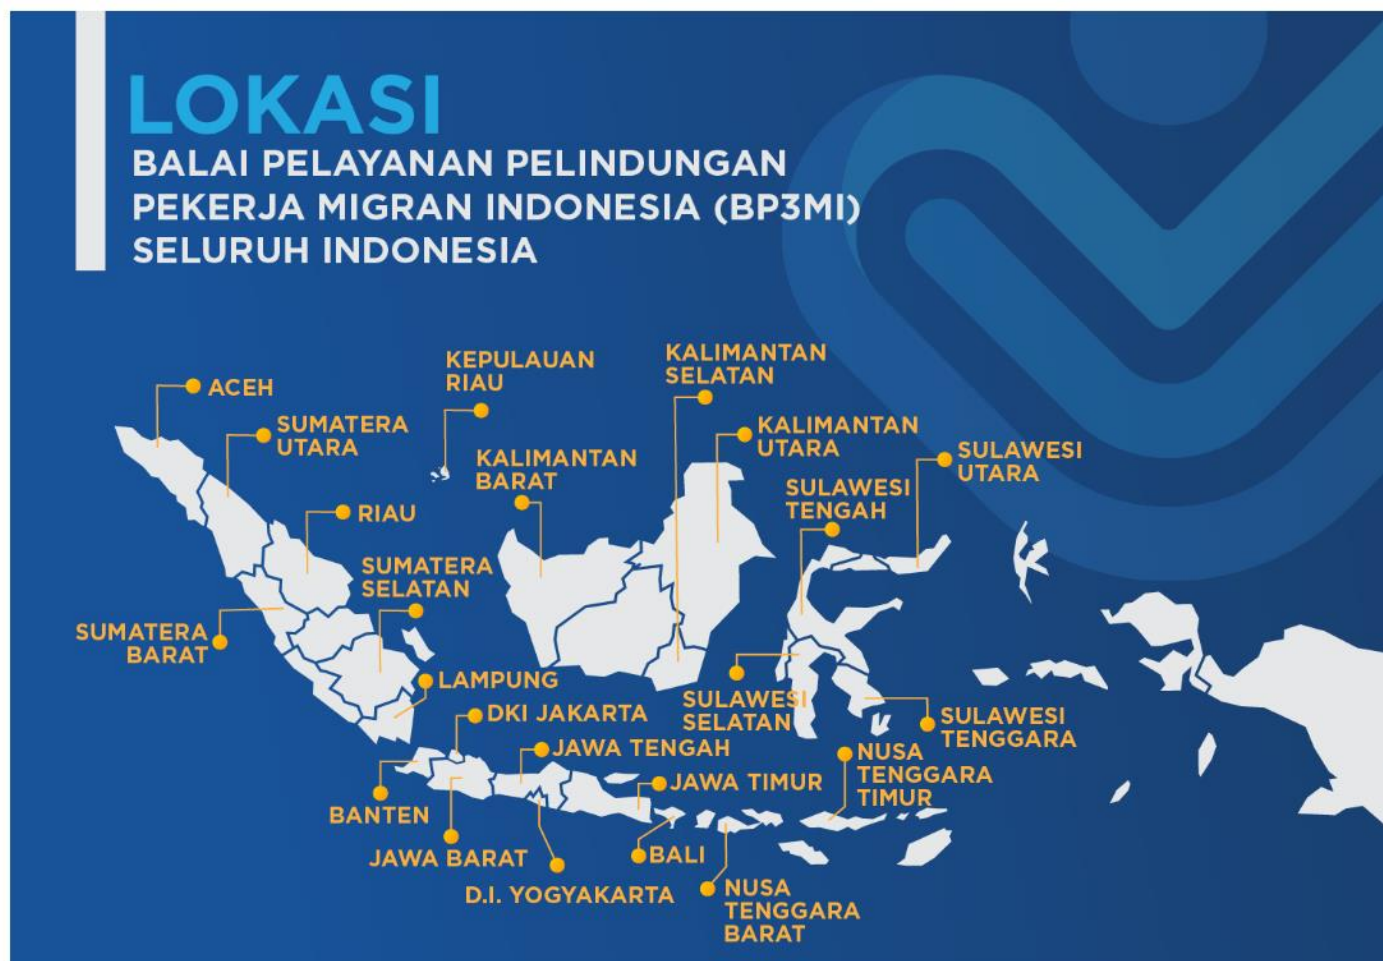 LOKASI
BALAI PELAYANAN PELINDUNGAN
PEKERJA MIGRAN INDONESIA (BP3MI)
SELURUH INDONESIA
ACEH
SUMATERA
UTARA
RIAU
SUMATERA
SELATAN
SUMATERA
BARAT
LAMPUNG
KEPULAUAN
RIAU
KALIMANTAN
BARAT
KALIMANTAN
SELATAN
KALIMANTAN
UTARA
SULAWESI
TENGAH
SULAWESI
UTARA
SULAWESI
SELATAN
SULAWESI
TENGGARA
DKI JAKARTA
JAWA TENGAH
JAWA TIMUR
BANTEN
JAWA BARAT
D.I. YOGYAKARTA
BALI
NUSA
TENGGARA
TIMUR
NUSA
TENGGARA
BARAT